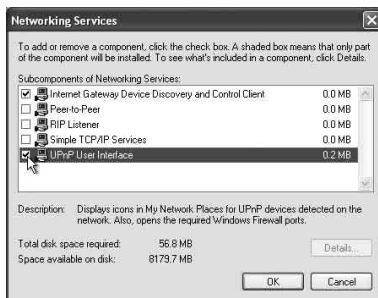 Networking Services
To add or remove a component, click the check box. A shaded box means that only part
of the component will be installed. To see what's included in a component, click Details.
Subcomponents of Networking Services:
Internet Gateway Device Discovery and Control Client 0.0 MB
Peer-to-Peer 0.0 MB
RIP Listener 0.0 MB
Simple TCP/IP Services 0.0 MB
UPnP User Interface 0.2 MB
Description: Displays icons in My Network Places for UPnP devices detected on the
network. Also, opens the required Windows Firewall ports.
Total disk space required: 56.8 MB
Details...
Space available on disk: 8179.7 MB
OK Cancel